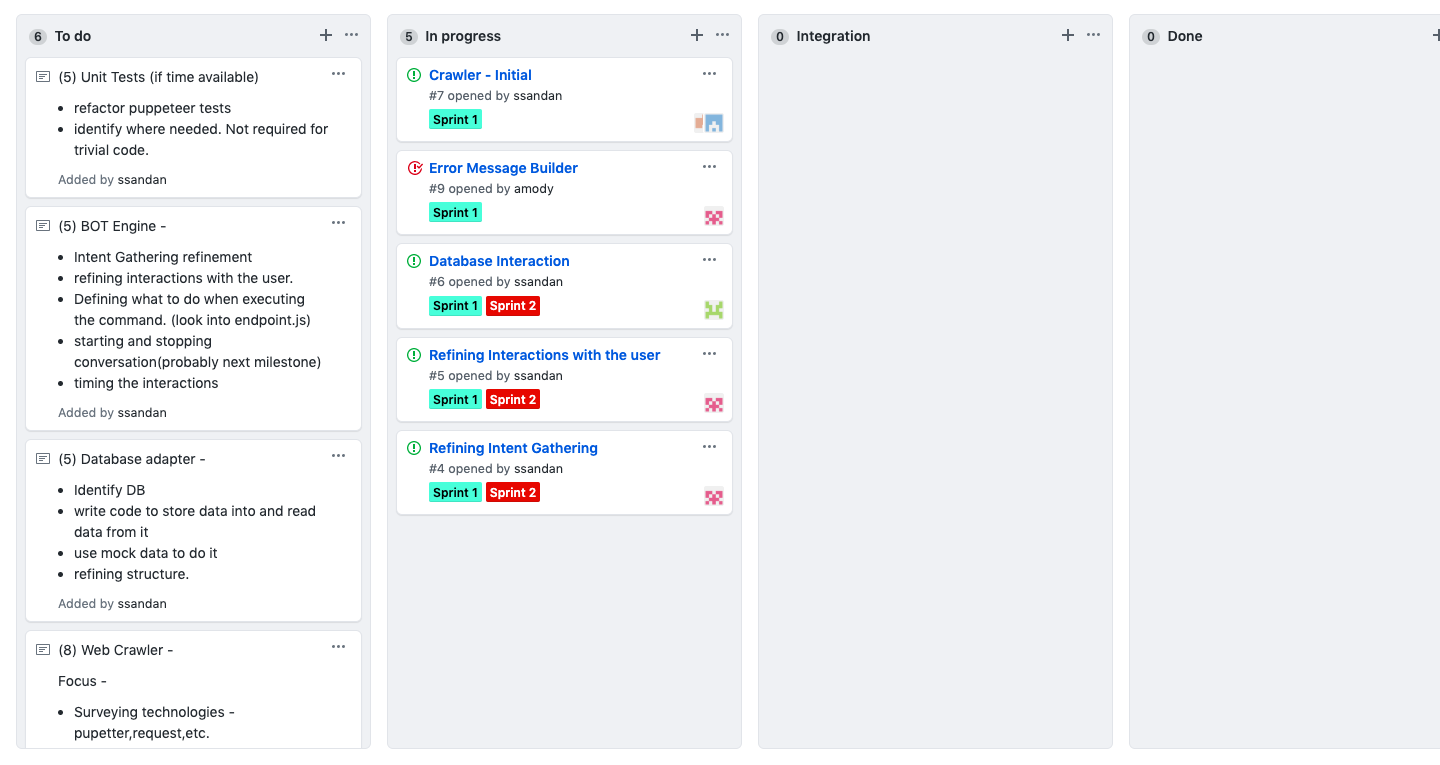 6 To do
(5) Unit Tests (if time available)
refactor puppeteer tests
identify where needed. Not required for
trivial code.
Added by ssandan
(5) BOT Engine -
Intent Gathering refinement
refining interactions with the user.
Defining what to do when executing
the command. (look into endpoint.js)
starting and stopping
conversation(probably next milestone)
timing the interactions
Added by ssandan
(5) Database adapter -
Identify DB
write code to store data into and read
data from it
use mock data to do it
refining structure.
Added by ssandan
(8) Web Crawler -
Focus -
Surveying technologies -
pupetter,request,etc.
5 In progress
Crawler - Initial
#7 opened by ssandan
Sprint 1
Error Message Builder
#9 opened by amody
Sprint 1
Database Interaction
#6 opened by ssandan
Sprint 1 Sprint 2
Refining Interactions with the user
#5 opened by ssandan
Sprint 1 Sprint 2
Refining Intent Gathering
#4 opened by ssandan
Sprint 1 Sprint 2
0 Integration
0 Done